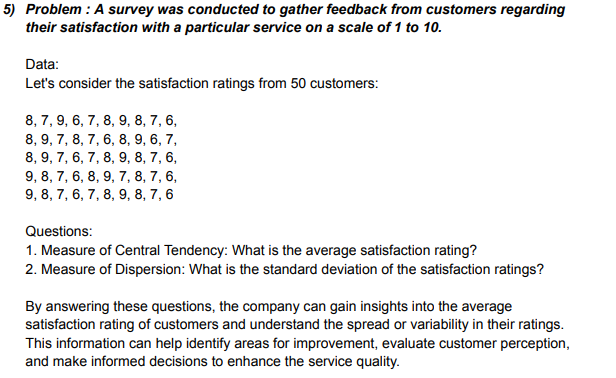 5) Problem : A survey was conducted to gather feedback from customers regarding
their satisfaction with a particular service on a scale of 1 to 10.
Data:
Let's consider the satisfaction ratings from 50 customers:
8, 7, 9, 6, 7, 8, 9, 8, 7, 6,
8, 9, 7, 8, 7, 6, 8, 9, 6, 7,
8, 9, 7, 6, 7, 8, 9, 8, 7, 6,
9, 8, 7, 6, 8, 9, 7, 8, 7, 6,
9, 8, 7, 6, 7, 8, 9, 8, 7, 6
Questions:
1. Measure of Central Tendency: What is the average satisfaction rating?
2. Measure of Dispersion: What is the standard deviation of the satisfaction ratings?
By answering these questions, the company can gain insights into the average
satisfaction rating of customers and understand the spread or variability in their ratings.
This information can help identify areas for improvement, evaluate customer perception,
and make informed decisions to enhance the service quality.